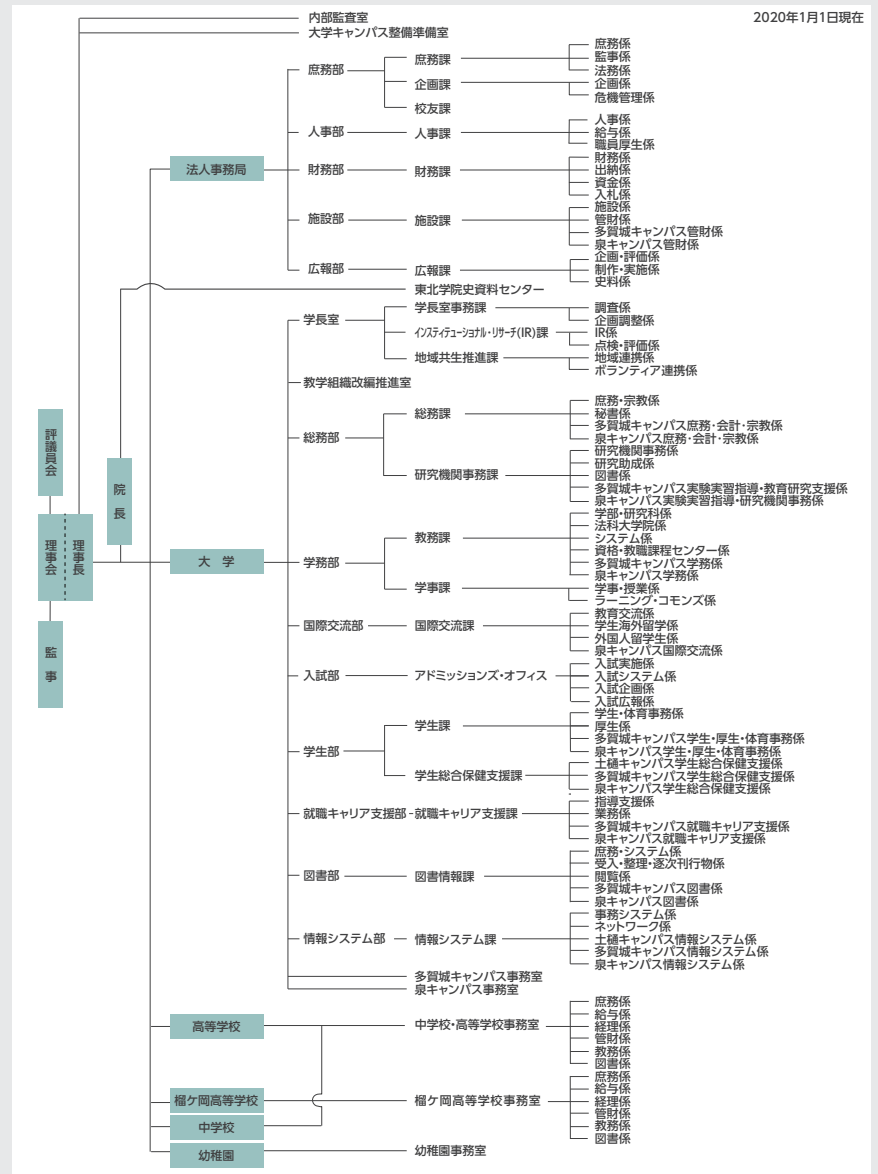 2020年1月1日現在
内部監査室
大学キャンパス整備準備室
法人事務局
庶務部
庶務課
庶務係
監事係
法務係
企画課
企画係
危機管理係
校友課
人事部
人事課
人事係
給与係
職員厚生係
財務部
財務課
財務係
出納係
資金係
入札係
施設部
施設課
施設係
管財係
多賀城キャンパス管財係
泉キャンパス管財係
広報部
広報課
企画・評価係
制作・実施係
史料係
東北学院史資料センター
評議員会
理事会
理事長
監事
院長
大学
学長室
学長室事務課
調査係
企画調整係
インスティテューショナル・リサーチ(IR)課
IR係
点検・評価係
地域共生推進課
地域連携係
ボランティア連携係
教学組織改編推進室
総務部
総務課
庶務・宗教係
秘書係
多賀城キャンパス庶務・会計・宗教係
泉キャンパス庶務・会計・宗教係
研究機関事務課
研究機関事務係
研究助成係
図書係
多賀城キャンパス実験実習指導・教育研究支援係
泉キャンパス実験実習指導・研究機関事務係
学務部
教務課
学部・研究科係
法科大学院係
システム係
資格・教職課程センター係
多賀城キャンパス学務係
泉キャンパス学務係
学事課
学事・授業係
ラーニング・コモンズ係
国際交流部
国際交流課
教育交流係
学生海外留学係
外国人留学生係
泉キャンパス国際交流係
入試部
アドミッションズ・オフィス
入試実施係
入試システム係
入試企画係
入試広報係
学生部
学生課
学生・体育事務係
厚生係
多賀城キャンパス学生・厚生・体育事務係
泉キャンパス学生・厚生・体育事務係
学生総合保健支援課
土樋キャンパス学生総合保健支援係
多賀城キャンパス学生総合保健支援係
泉キャンパス学生総合保健支援係
就職キャリア支援部
就職キャリア支援課
指導支援係
業務係
多賀城キャンパス就職キャリア支援係
泉キャンパス就職キャリア支援係
図書部
図書情報課
庶務・システム係
受入・整理・逐次刊行物係
閲覧係
多賀城キャンパス図書係
泉キャンパス図書係
情報システム部
情報システム課
事務システム係
ネットワーク係
土樋キャンパス情報システム係
多賀城キャンパス情報システム係
泉キャンパス情報システム係
多賀城キャンパス事務室
泉キャンパス事務室
高等学校
中学校・高等学校事務室
庶務係
給与係
経理係
管財係
教務係
図書係
榴ケ岡高等学校
榴ケ岡高等学校事務室
庶務係
給与係
経理係
管財係
教務係
図書係
中学校
幼稚園
幼稚園事務室